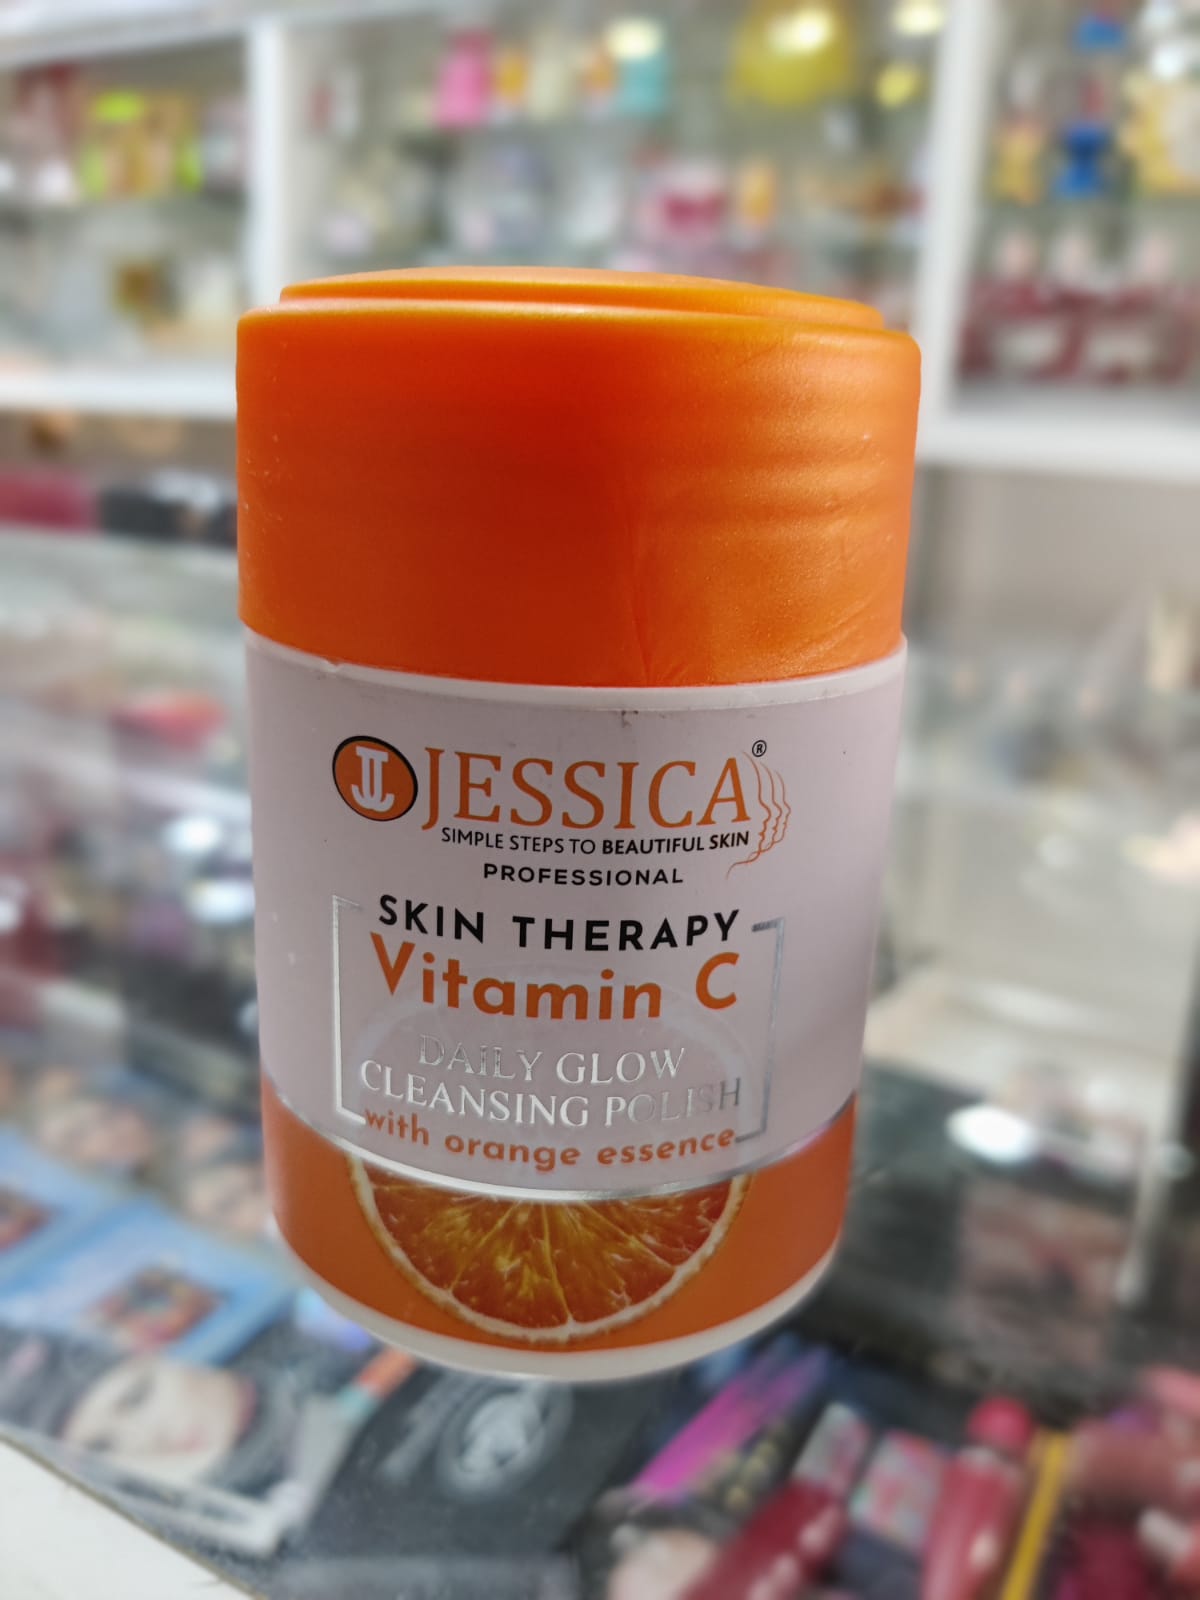 JESSICA®
SIMPLE STEPS TO BEAUTIFUL SKIN
PROFESSIONAL
SKIN THERAPY
Vitamin C
DAILY GLOW
CLEANSING POLISH
with orange essence